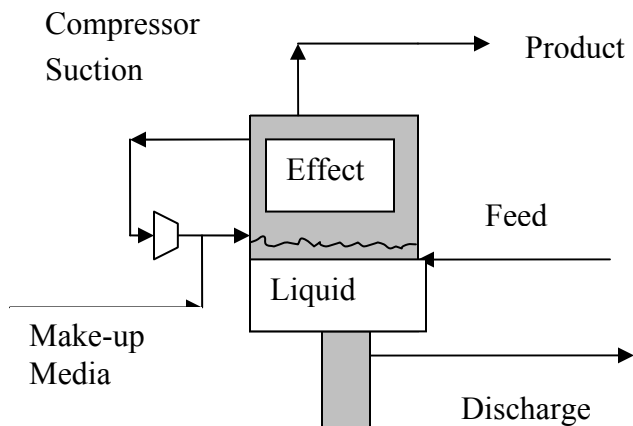 Compressor
Suction
Product
Effect
Feed
Liquid
Make-up
Media
Discharge